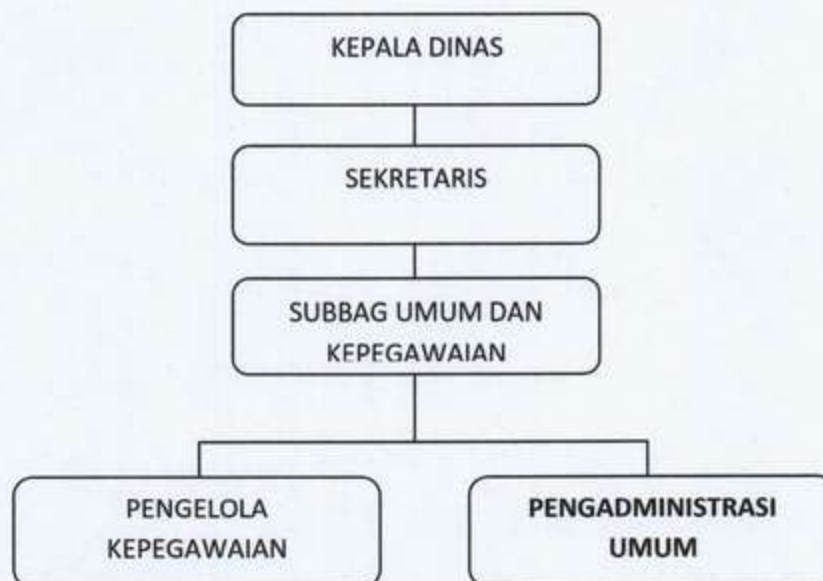 KEPALA DINAS
SEKRETARIS
SUBBAG UMUM DAN
KEPEGAWAIAN
PENGELOLA
KEPEGAWAIAN
PENGADMINISTRASI
UMUM